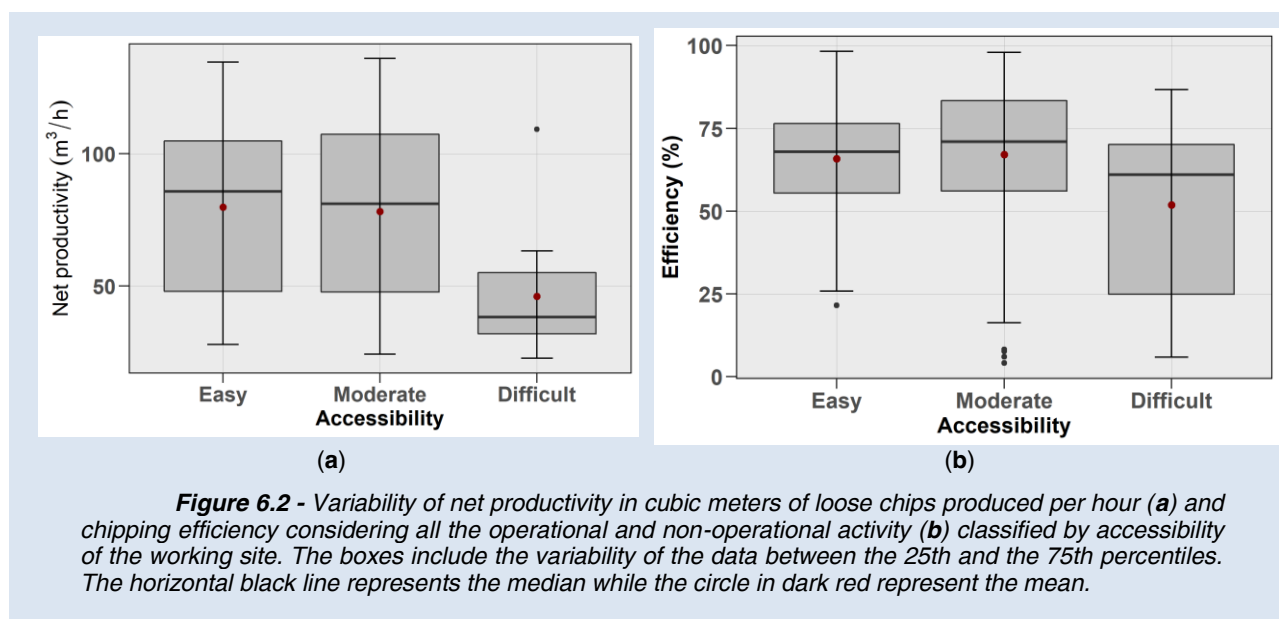 Net productivity (m³/h)
100
50
Easy
Moderate
Difficult
Accessibility
(a)
Efficiency (%)
100
75
50
25
0
Easy
Moderate
Difficult
Accessibility
(b)
Figure 6.2 - Variability of net productivity in cubic meters of loose chips produced per hour (a) and
chipping efficiency considering all the operational and non-operational activity (b) classified by accessibility
of the working site. The boxes include the variability of the data between the 25th and the 75th percentiles.
The horizontal black line represents the median while the circle in dark red represent the mean.